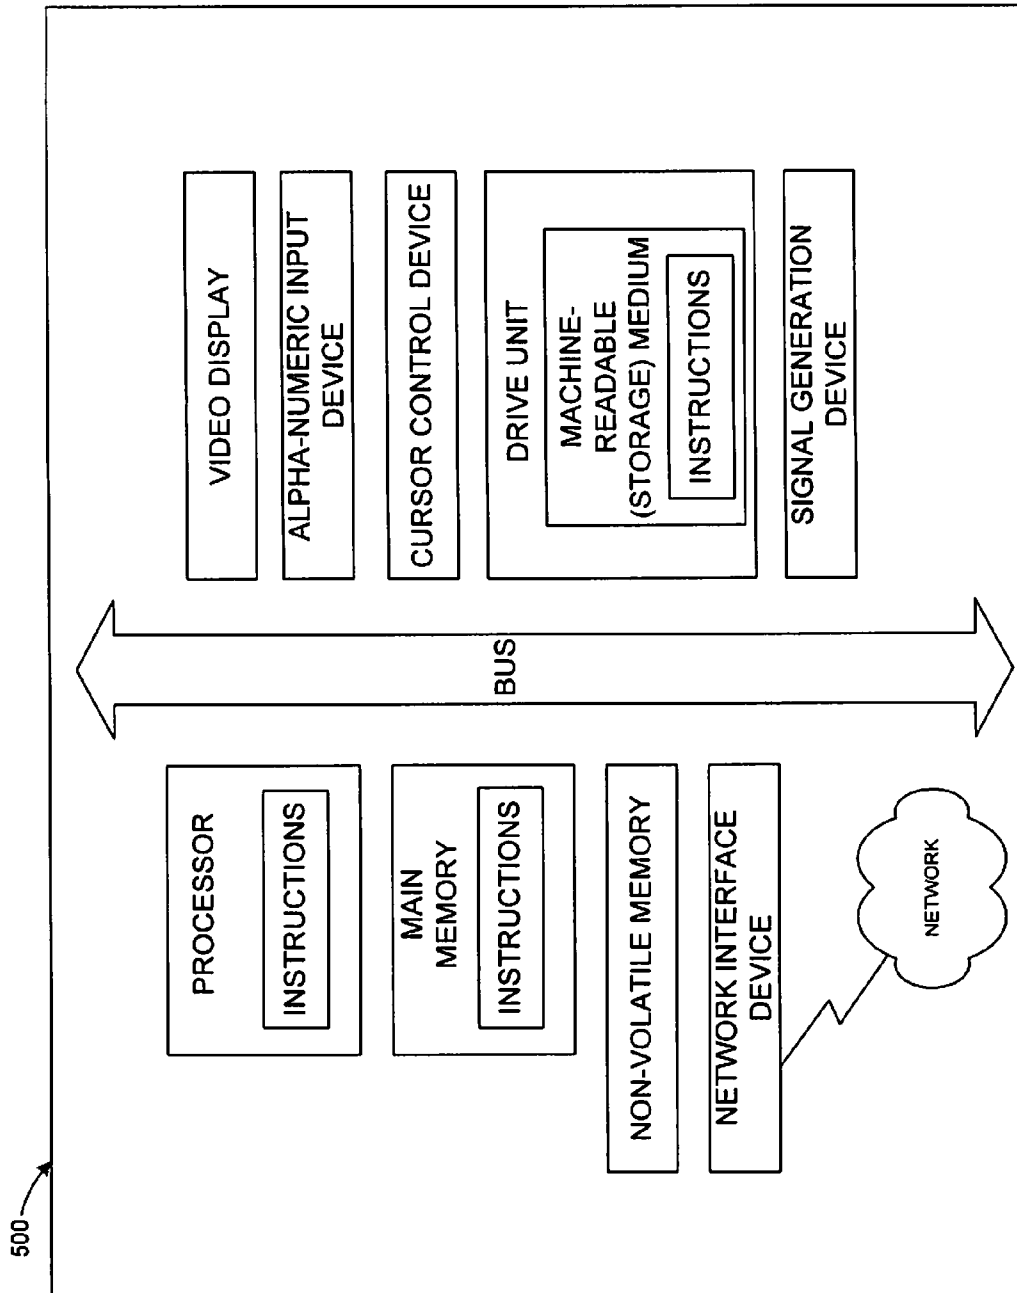 500
PROCESSOR
INSTRUCTIONS
MAIN
MEMORY
INSTRUCTIONS
NON-VOLATILE MEMORY
NETWORK INTERFACE
DEVICE
NETWORK
BUS
VIDEO DISPLAY
ALPHA-NUMERIC INPUT
DEVICE
CURSOR CONTROL DEVICE
DRIVE UNIT
MACHINE-
READABLE
(STORAGE) MEDIUM
INSTRUCTIONS
SIGNAL GENERATION
DEVICE